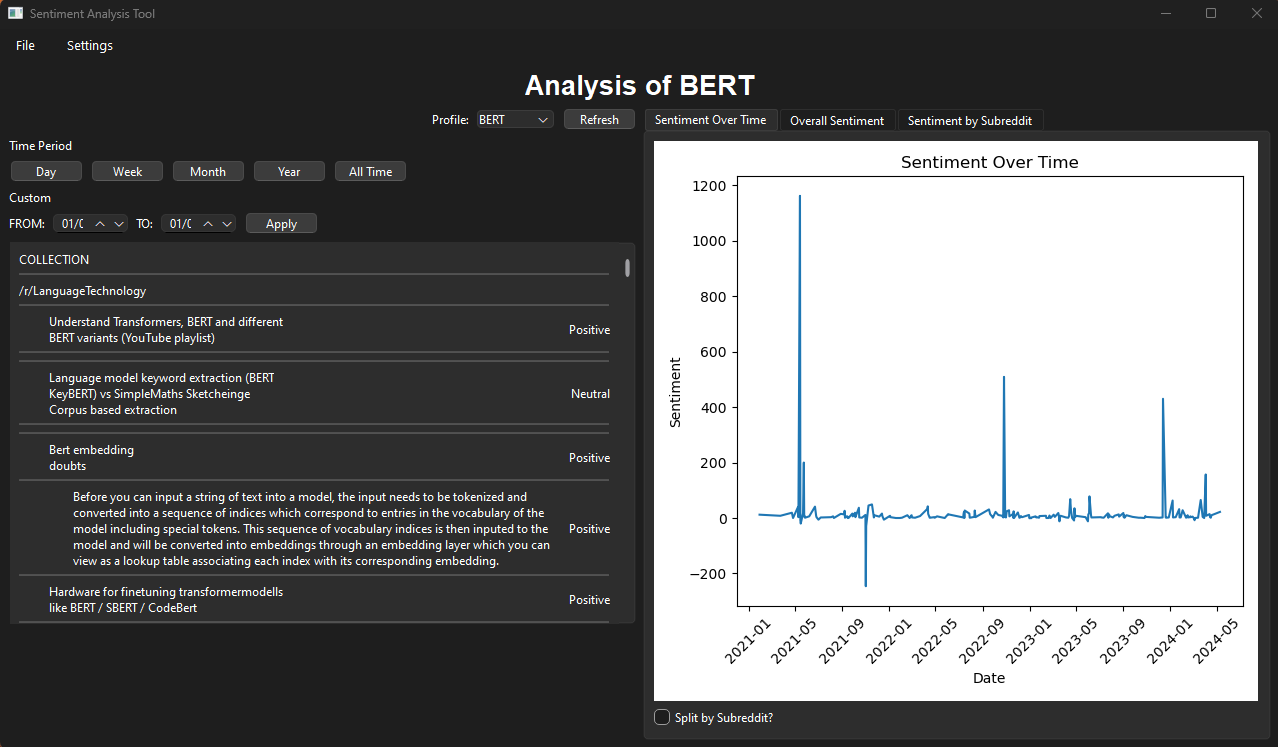 Sentiment Analysis Tool
File Settings
Analysis of BERT
Profile: BERT Refresh
Time Period
Day Week Month Year All Time
Custom
FROM: 01/0 TO: 01/0 Apply
COLLECTION
/r/LanguageTechnology
Understand Transformers, BERT and different
BERT variants (YouTube playlist)
Positive
Language model keyword extraction (BERT
KeyBERT) vs SimpleMaths Sketcheinge
Corpus based extraction
Neutral
Bert embedding
doubts
Positive
Before you can input a string of text into a model, the input needs to be tokenized and
converted into a sequence of indices which correspond to entries in the vocabulary of the
model including special tokens. This sequence of vocabulary indices is then inputed to the
model and will be converted into embeddings through an embedding layer which you can
view as a lookup table associating each index with its corresponding embedding.
Positive
Hardware for finetuning transformermodells
like BERT / SBERT / CodeBert
Positive
Sentiment Over Time Overall Sentiment Sentiment by Subreddit
Sentiment Over Time
1200
1000
800
600
400
200
0
−200
Sentiment
2021-01 2021-05 2021-09 2022-01 2022-05 2022-09 2023-01 2023-05 2023-09 2024-01 2024-05
Date
Split by Subreddit?